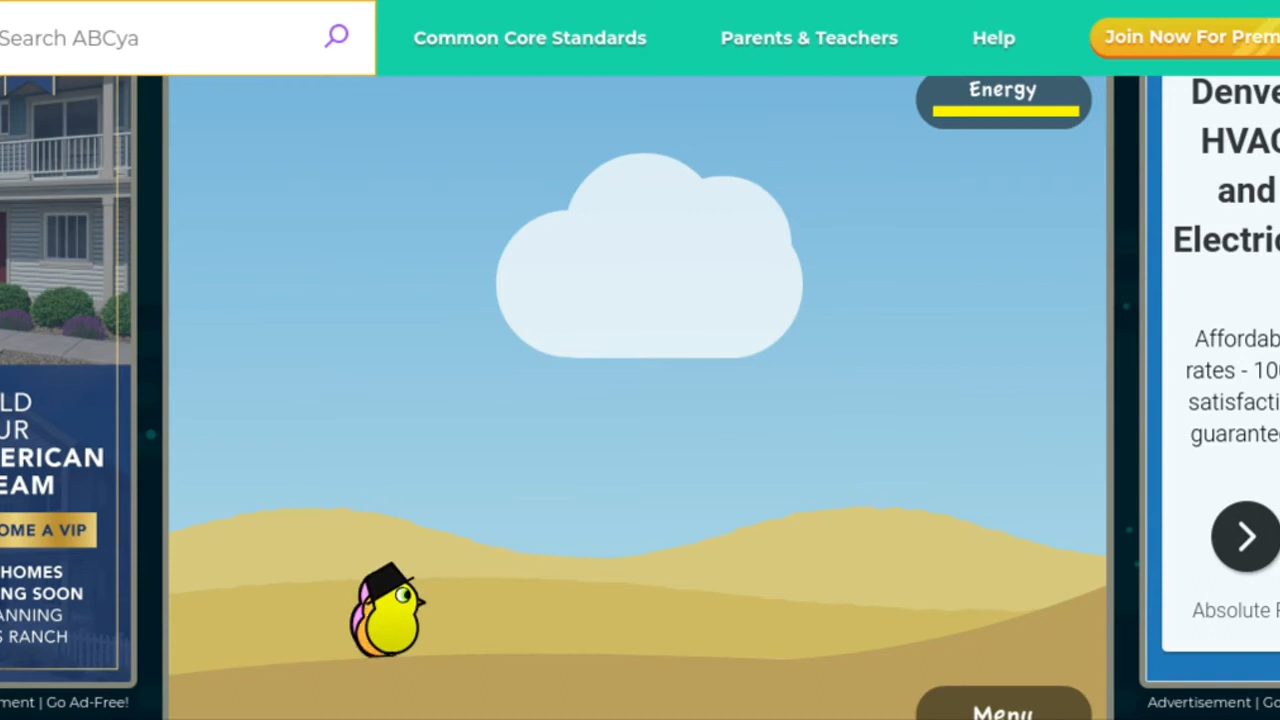 Search ABCya
Common Core Standards
Parents & Teachers
Help
Join Now For Prem
Energy
Menu
LD
UR
ERICAN
EAM
OME A VIP
HOMES
NG SOON
ANNING
S RANCH
ment | Go Ad-Free!
Denve
HVAC
and
Electric
Affordab
rates - 100
satisfacti
guarantee
Absolute
Advertisement | Go